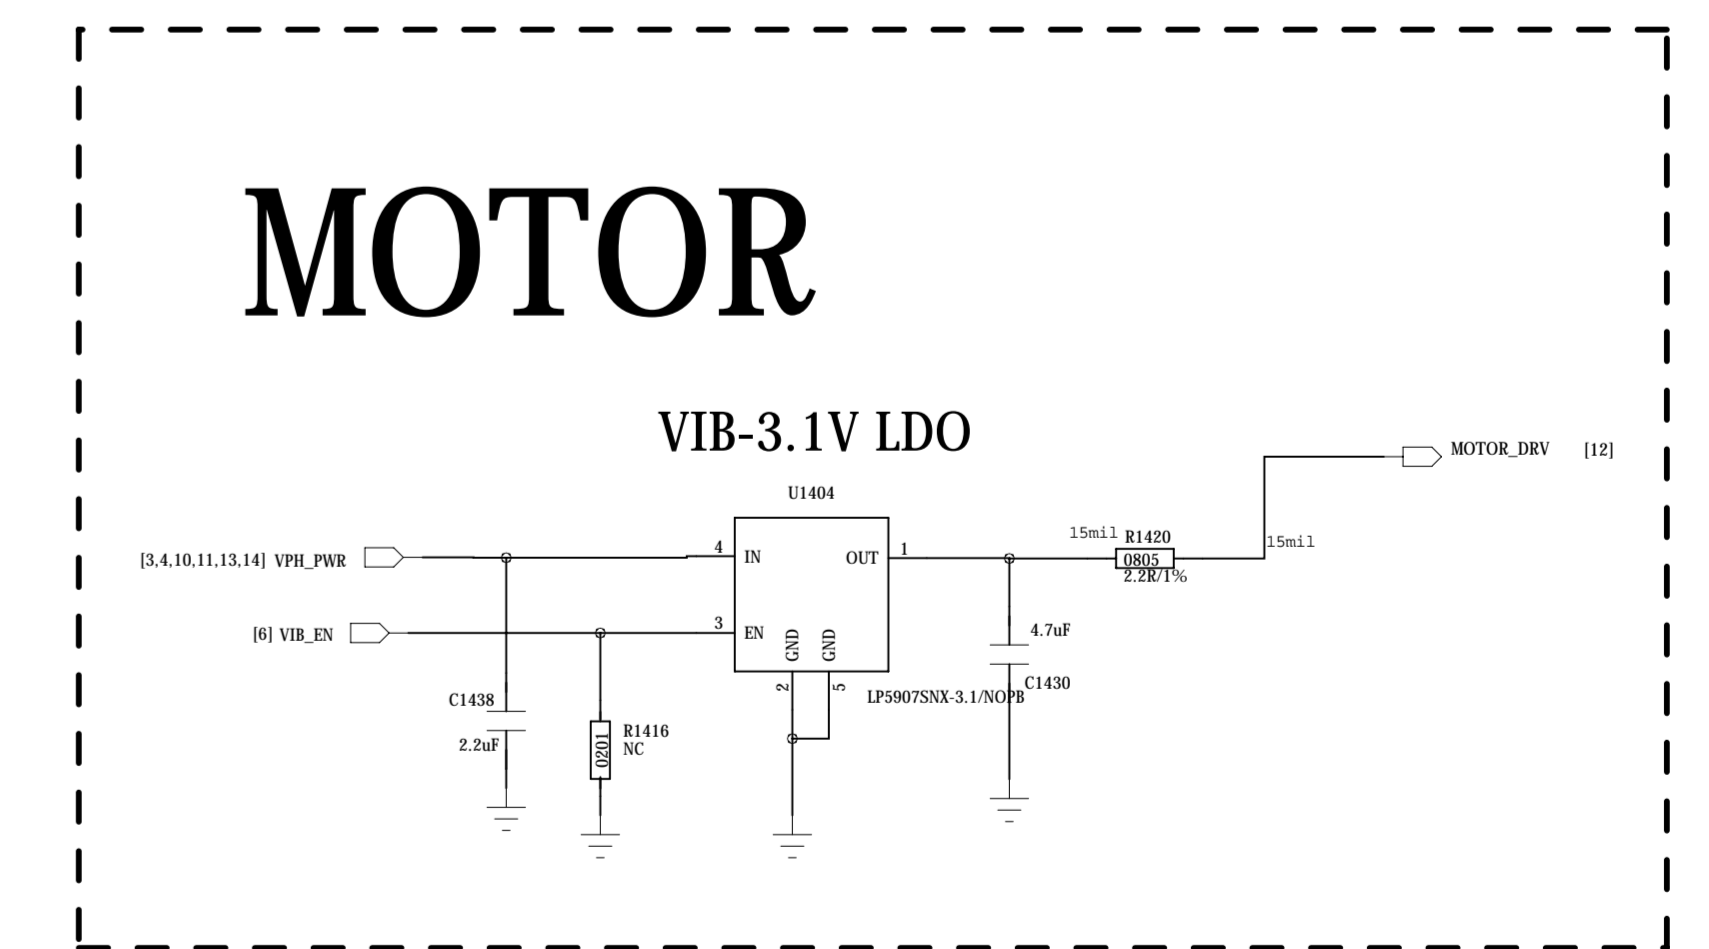 MOTOR
VIB-3.1V LDO
MOTOR_DRV [12]
U1404
15mil R1420 15mil
[3,4,10,11,13,14] VPH_PWR
4 IN
OUT 1
0805
2.2R/1%
[6] VIB_EN
3 EN
GND GND
4.7uF
2 5
LP5907SNX-3.1/NOPB
C1430
C1438
2.2uF
0201
R1416
NC